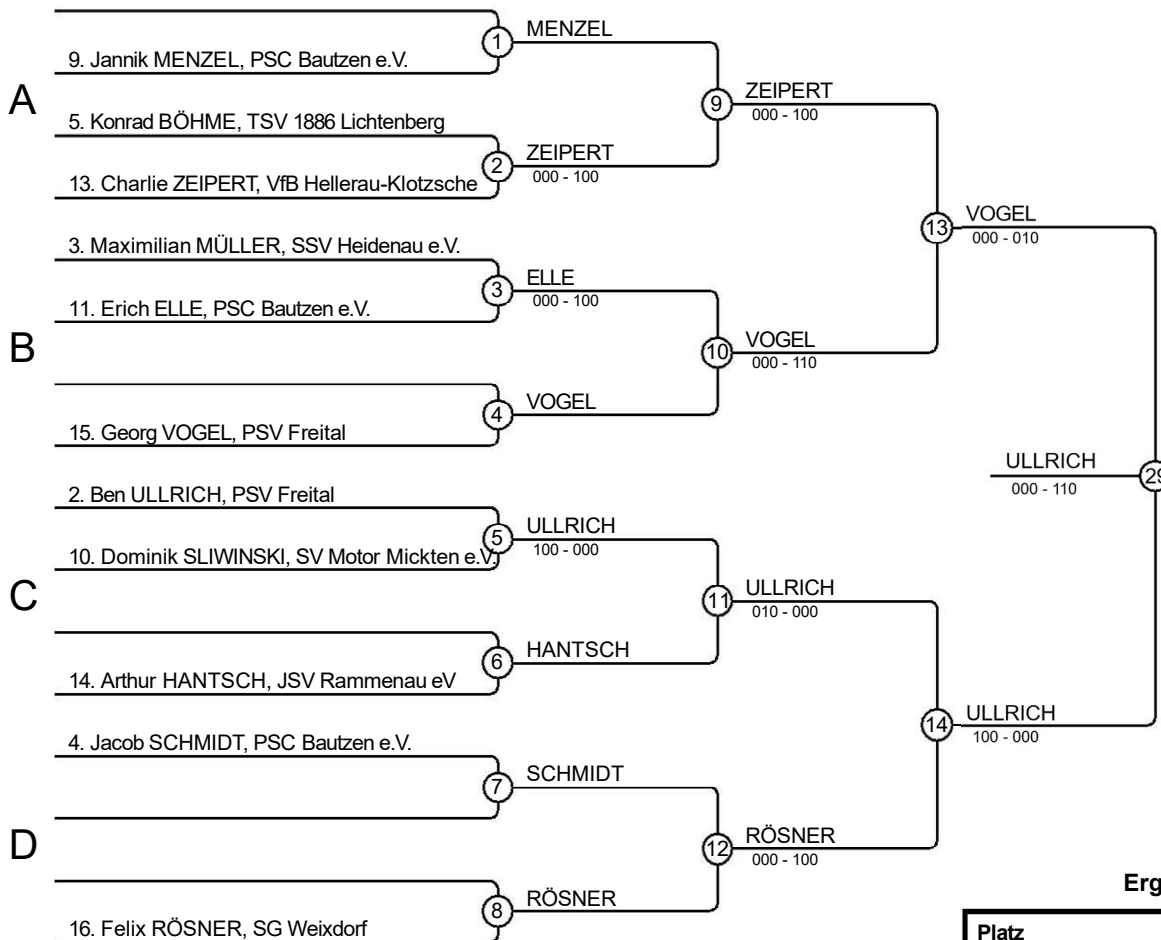 MENZEL
1
9. Jannik MENZEL, PSC Bautzen e.V.
A
ZEIPERT
9
000 - 100
5. Konrad BÖHME, TSV 1886 Lichtenberg
ZEIPERT
2
000 - 100
13. Charlie ZEIPERT, VfB Hellerau-Klotzsche
VOGEL
13
000 - 010
3. Maximilian MÜLLER, SSV Heidenau e.V.
ELLE
3
000 - 100
11. Erich ELLE, PSC Bautzen e.V.
B
VOGEL
10
000 - 110
VOGEL
4
15. Georg VOGEL, PSV Freital
ULLRICH
29
000 - 110
2. Ben ULLRICH, PSV Freital
ULLRICH
5
100 - 000
10. Dominik SLIWINSKI, SV Motor Mickten e.V.
C
ULLRICH
11
010 - 000
HANTSCH
6
14. Arthur HANTSCH, JSV Rammenau eV
ULLRICH
14
100 - 000
4. Jacob SCHMIDT, PSC Bautzen e.V.
SCHMIDT
7
D
RÖSNER
12
000 - 100
Erg
RÖSNER
8
16. Felix RÖSNER, SG Weixdorf
Platz